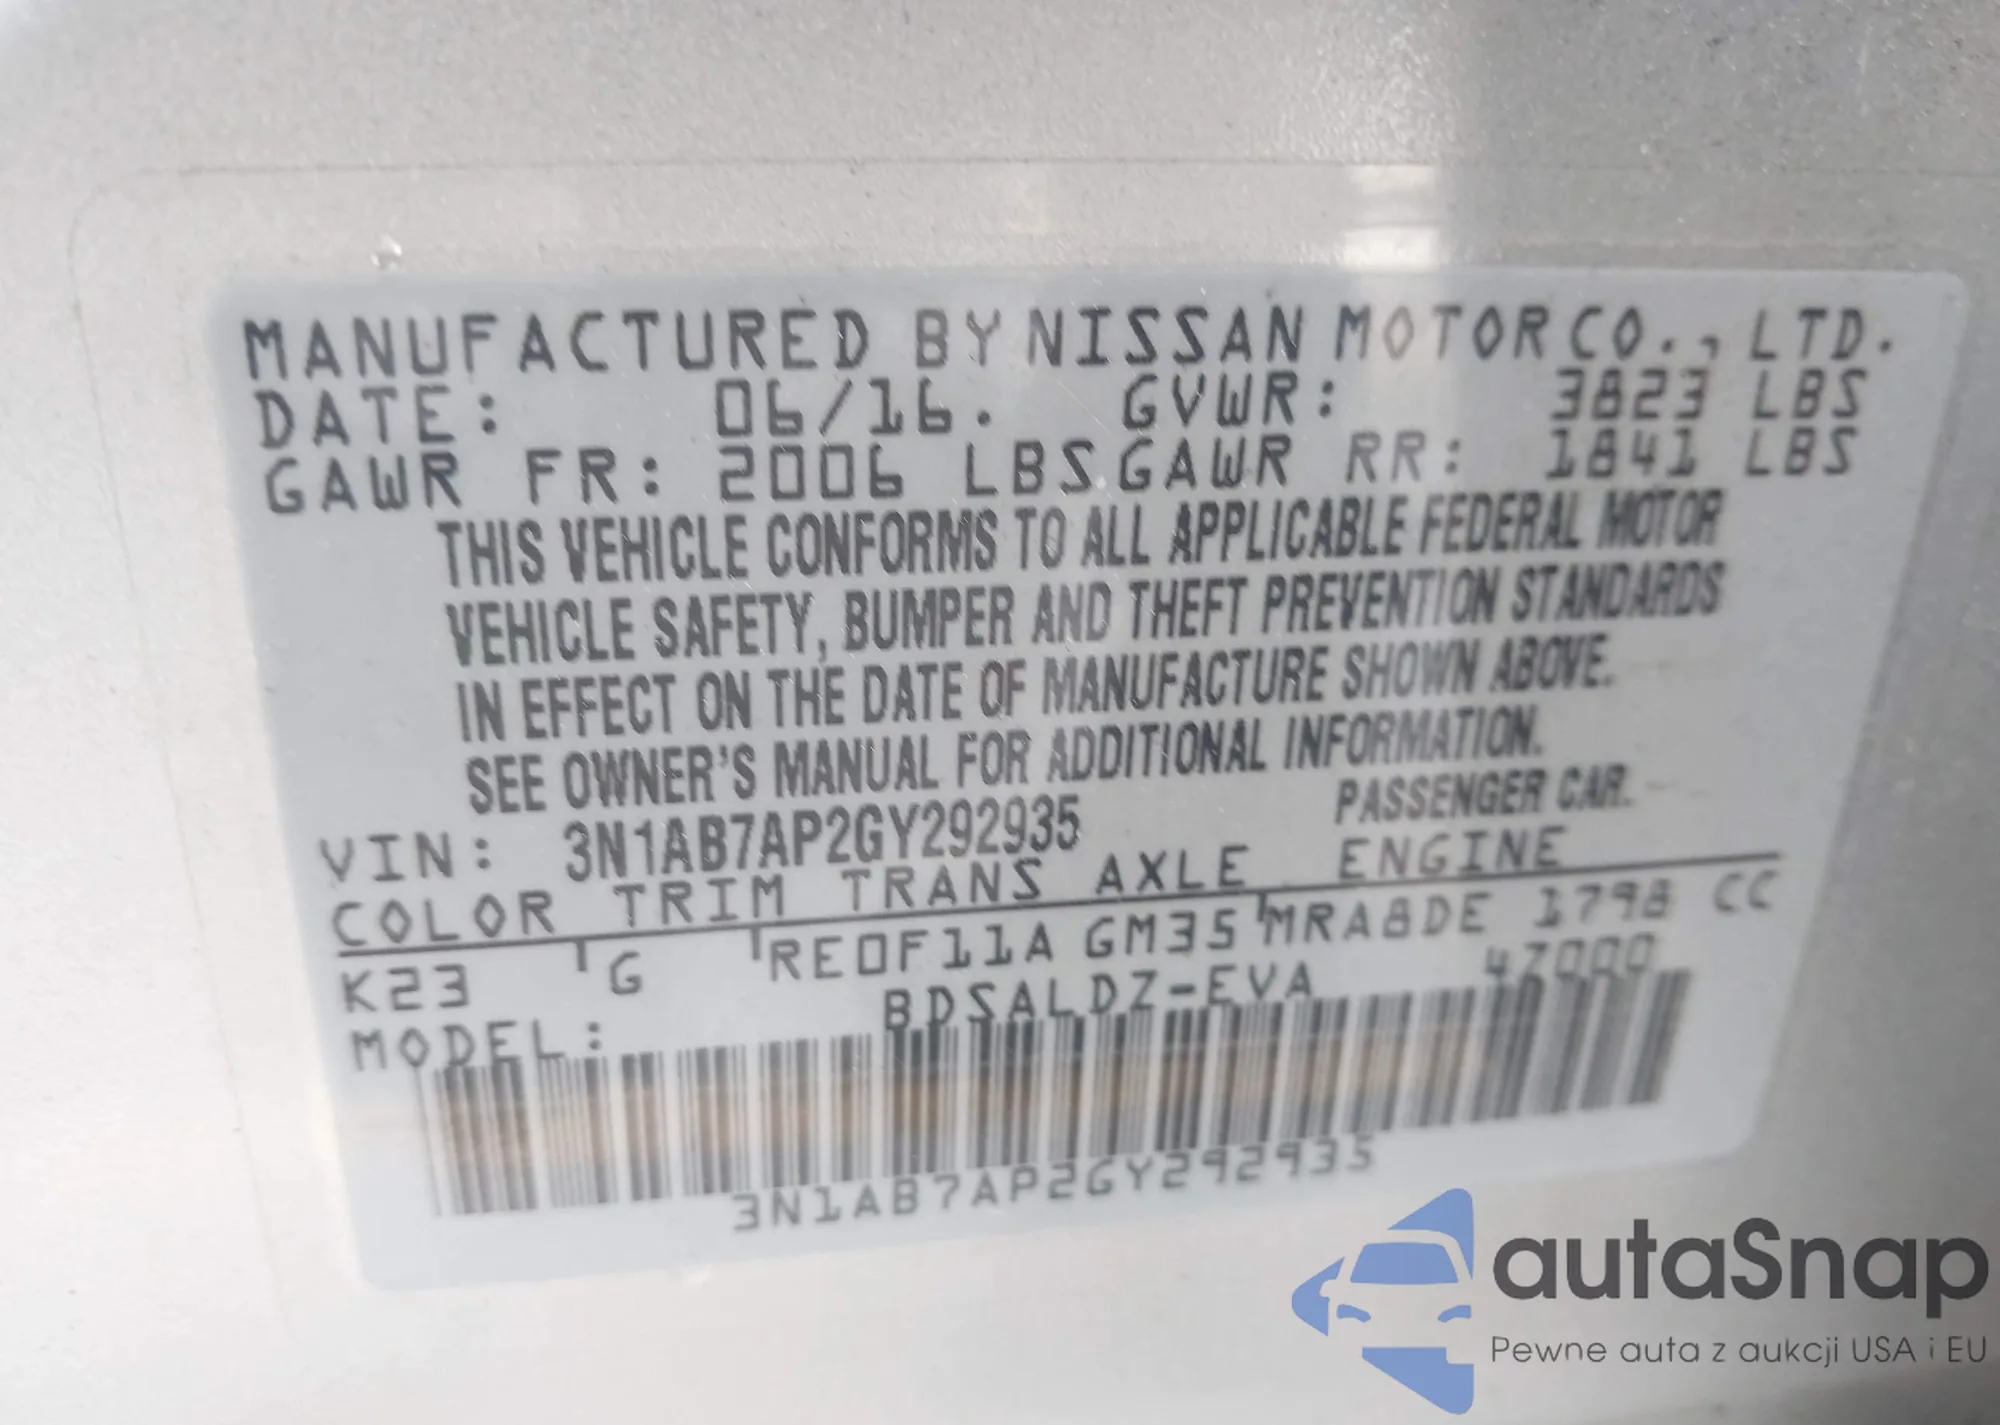 MANUFACTURED BY NISSAN MOTOR CO., LTD.
DATE: 06/16. GVWR: 3823 LBS
GAWR FR: 2006 LBS GAWR RR: 1841 LBS
THIS VEHICLE CONFORMS TO ALL APPLICABLE FEDERAL MOTOR
VEHICLE SAFETY, BUMPER AND THEFT PREVENTION STANDARDS
IN EFFECT ON THE DATE OF MANUFACTURE SHOWN ABOVE.
SEE OWNER'S MANUAL FOR ADDITIONAL INFORMATION.
VIN: 3N1AB7AP2GY292935 PASSENGER CAR.
COLOR TRIM TRANS AXLE ENGINE
K23 G RE0F11A GM35 MRA8DE 1798 CC
MODEL: BDSALDZ-EVA 47000
3N1AB7AP2GY292935
autaSnap
Pewne auta z aukcji USA i EU